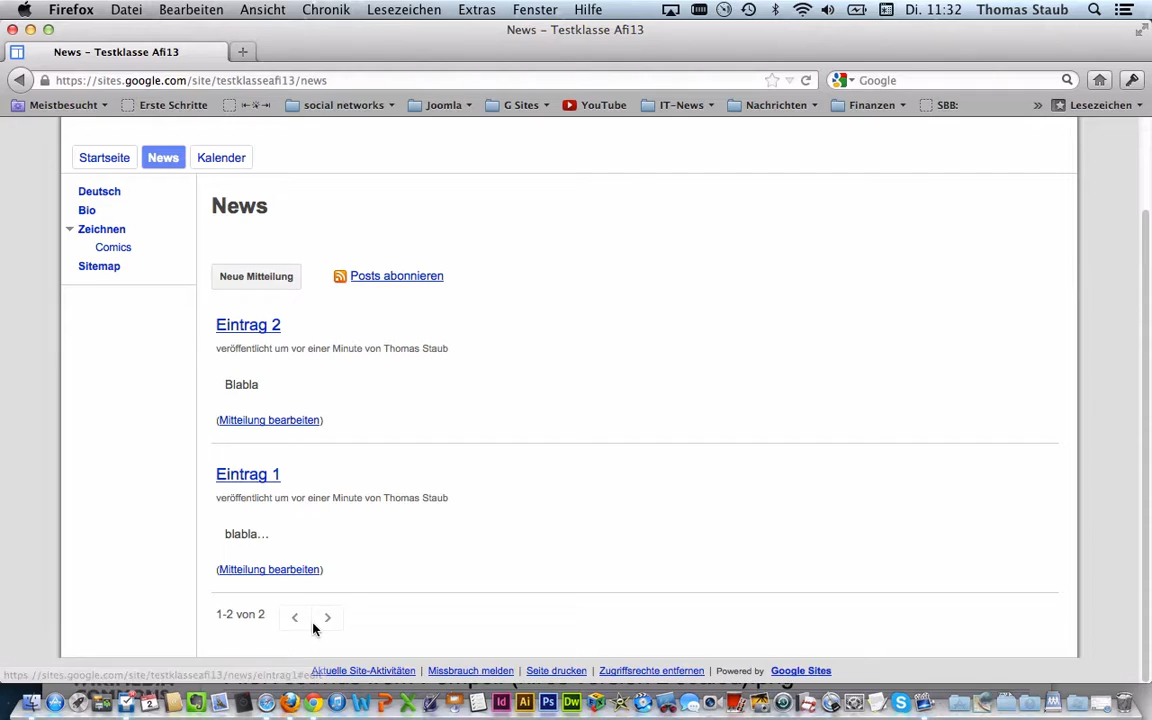 Firefox Datei Bearbeiten Ansicht Chronik Lesezeichen Extras Fenster Hilfe Di. 11:32 Thomas Staub
News – Testklasse Afi13
News – Testklasse Afi13
https://sites.google.com/site/testklasseafi13/news Google
Meistbesucht Erste Schritte social networks Joomla G Sites YouTube IT-News Nachrichten Finanzen SBB: » Lesezeichen
Startseite News Kalender
Deutsch
Bio
Zeichnen
Comics
Sitemap
News
Neue Mitteilung Posts abonnieren
Eintrag 2
veröffentlicht um vor einer Minute von Thomas Staub
Blabla
(Mitteilung bearbeiten)
Eintrag 1
veröffentlicht um vor einer Minute von Thomas Staub
blabla…
(Mitteilung bearbeiten)
1-2 von 2
Aktuelle Site-Aktivitäten | Missbrauch melden | Seite drucken | Zugriffsrechte entfernen | Powered by Google Sites
https://sites.google.com/site/testklasseafi13/news/eintrag1#edit